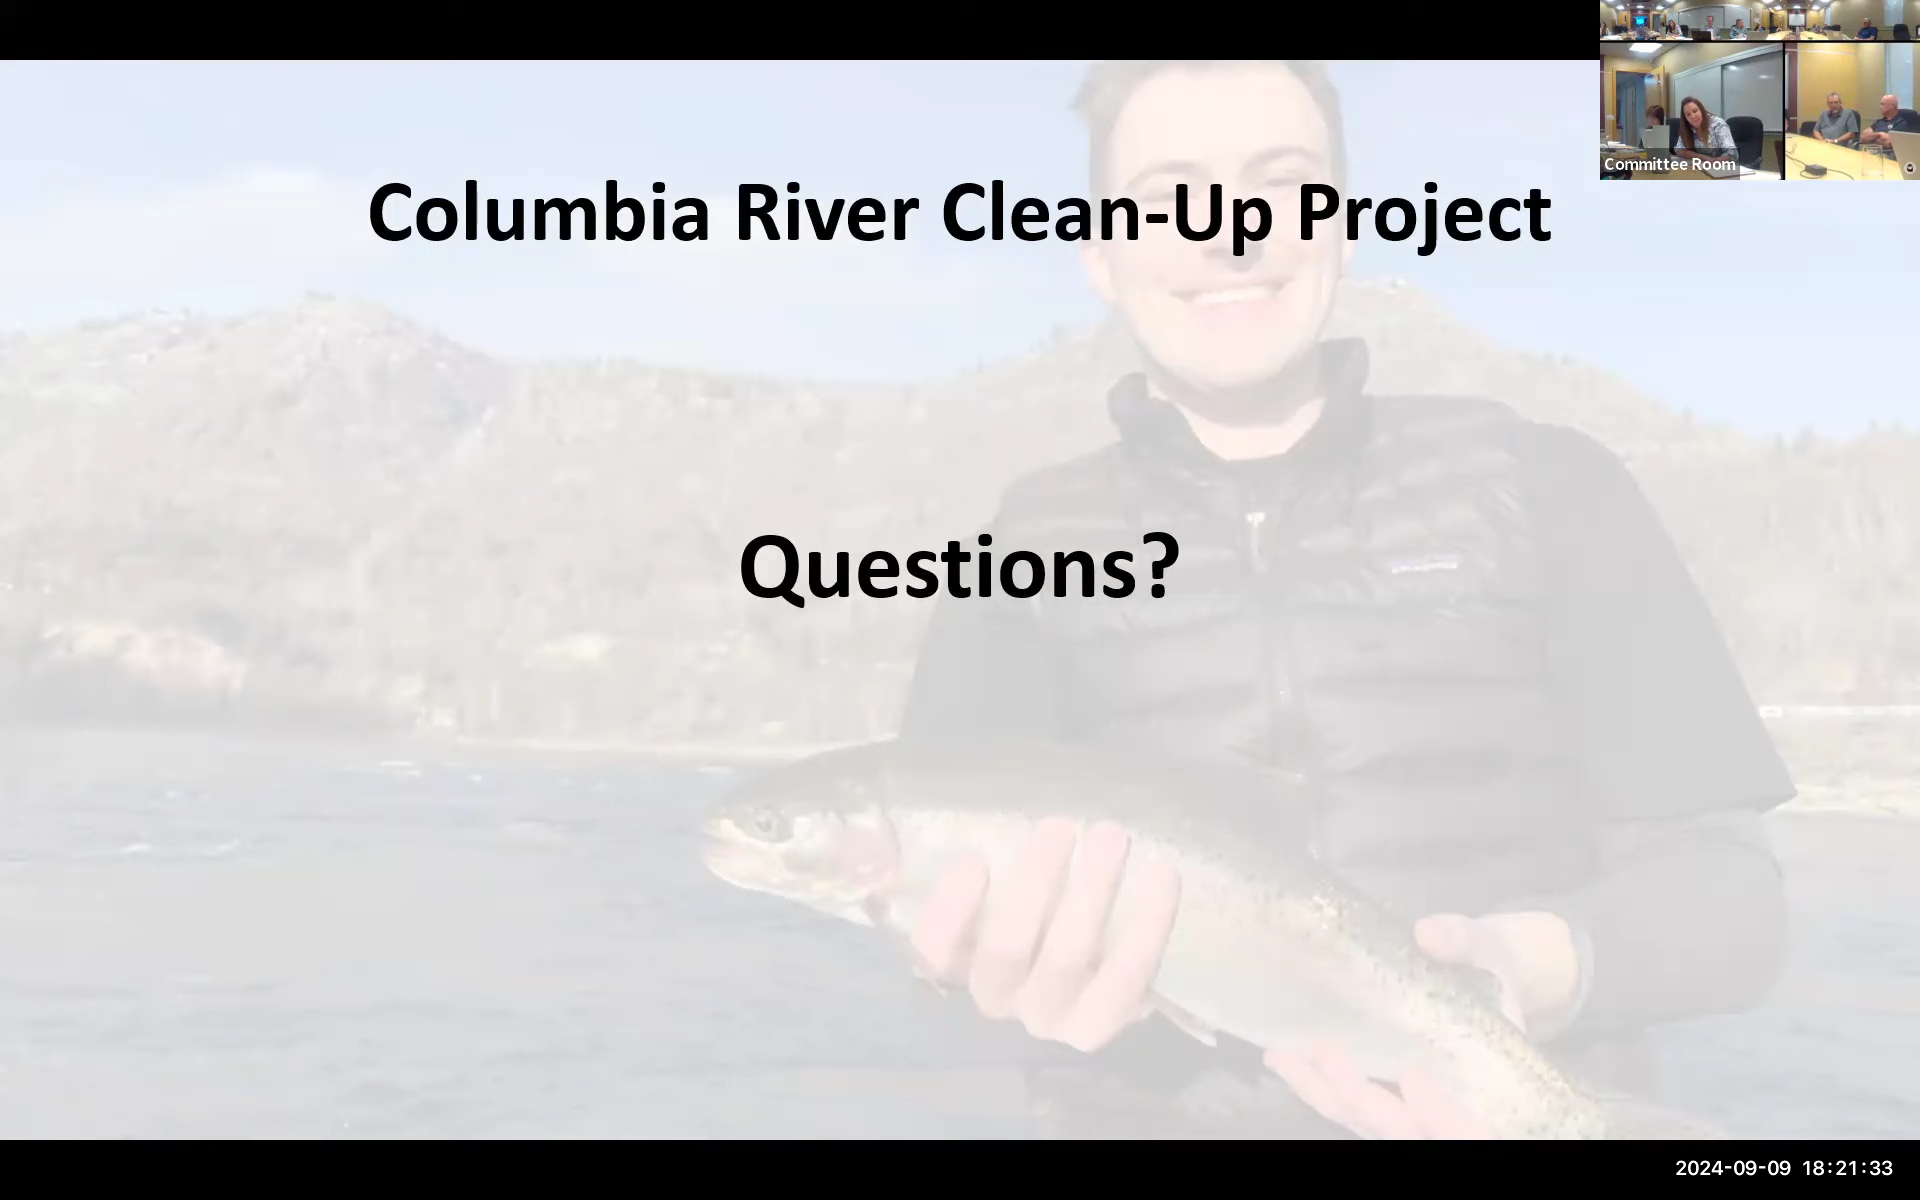 Committee Room
Columbia River Clean-Up Project
Questions?
2024-09-09 18:21:33